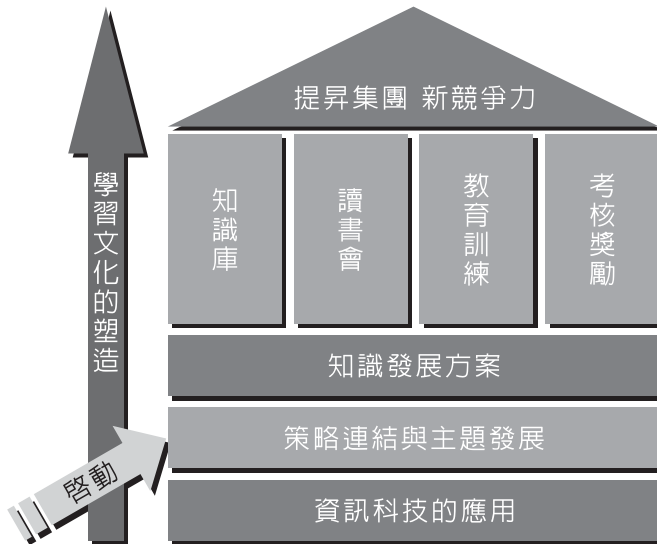 提昇集團 新競爭力
學習文化的塑造
知識庫
讀書會
教育訓練
考核獎勵
知識發展方案
策略連結與主題發展
啓動
資訊科技的應用